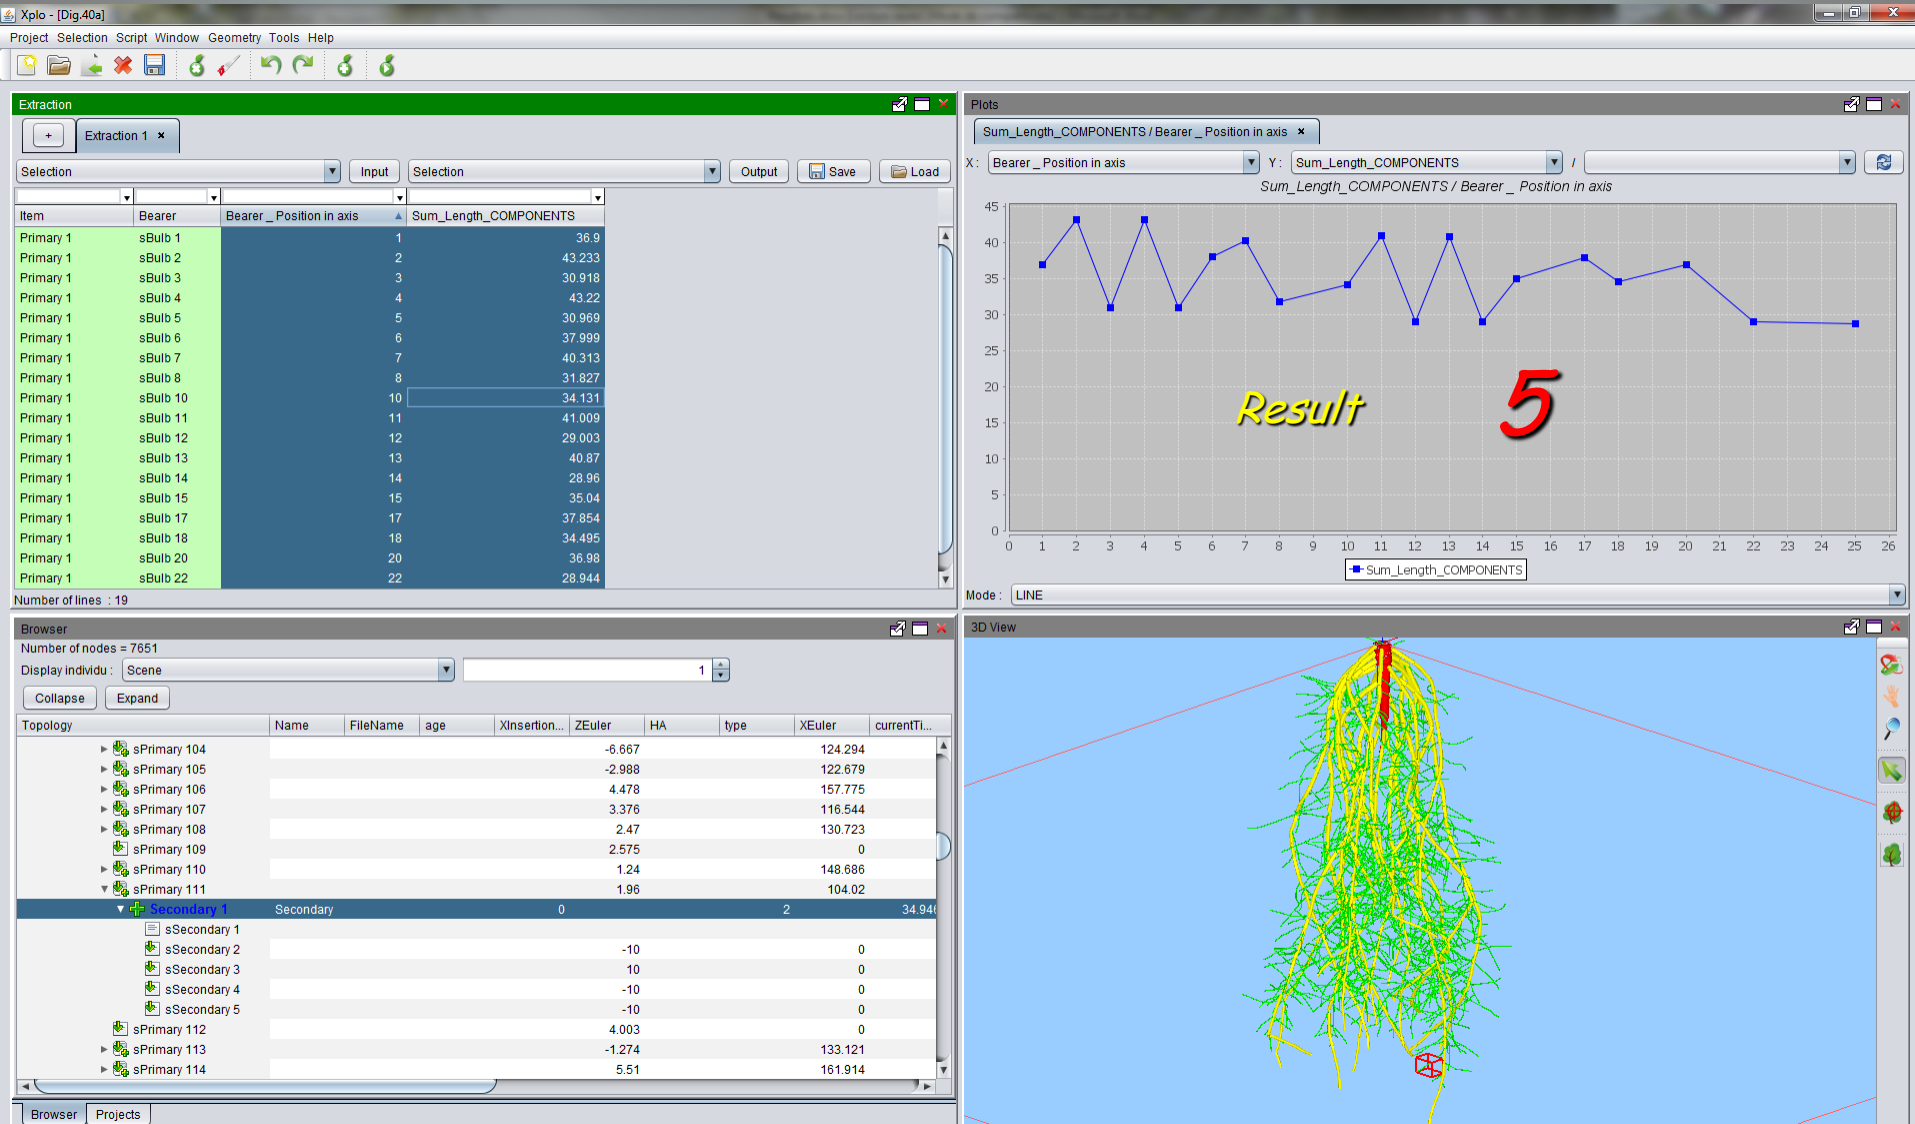 Xplo - [Dig.40a]
Project Selection Script Window Geometry Tools Help
Extraction
+ Extraction 1 ×
Selection Input Selection Output Save Load
Item Bearer Bearer _ Position in axis Sum_Length_COMPONENTS
Primary 1 sBulb 1 1 36.9
Primary 1 sBulb 2 2 43.233
Primary 1 sBulb 3 3 30.918
Primary 1 sBulb 4 4 43.22
Primary 1 sBulb 5 5 30.969
Primary 1 sBulb 6 6 37.999
Primary 1 sBulb 7 7 40.313
Primary 1 sBulb 8 8 31.827
Primary 1 sBulb 10 10 34.131
Primary 1 sBulb 11 11 41.009
Primary 1 sBulb 12 12 29.003
Primary 1 sBulb 13 13 40.87
Primary 1 sBulb 14 14 28.96
Primary 1 sBulb 15 15 35.04
Primary 1 sBulb 17 17 37.854
Primary 1 sBulb 18 18 34.495
Primary 1 sBulb 20 20 36.98
Primary 1 sBulb 22 22 28.944
Number of lines : 19
Plots
Sum_Length_COMPONENTS / Bearer _ Position in axis ×
X : Bearer _ Position in axis Y : Sum_Length_COMPONENTS /
Sum_Length_COMPONENTS / Bearer _ Position in axis
45
40
35
30
25
20
15
10
5
0
Result 5
0 1 2 3 4 5 6 7 8 9 10 11 12 13 14 15 16 17 18 19 20 21 22 23 24 25 26
Sum_Length_COMPONENTS
Mode : LINE
Browser
Number of nodes = 7651
Display individu : Scene 1
Collapse Expand
Topology Name FileName age XInsertion... ZEuler HA type XEuler currentTi...
sPrimary 104 -6.667 124.294
sPrimary 105 -2.988 122.679
sPrimary 106 4.478 157.775
sPrimary 107 3.376 116.544
sPrimary 108 2.47 130.723
sPrimary 109 2.575 0
sPrimary 110 1.24 148.686
sPrimary 111 1.96 104.02
Secondary 1 Secondary 0 2 34.946
sSecondary 1
sSecondary 2 -10 0
sSecondary 3 10 0
sSecondary 4 -10 0
sSecondary 5 -10 0
sPrimary 112 4.003 0
sPrimary 113 -1.274 133.121
sPrimary 114 5.51 161.914
Browser Projects
3D View